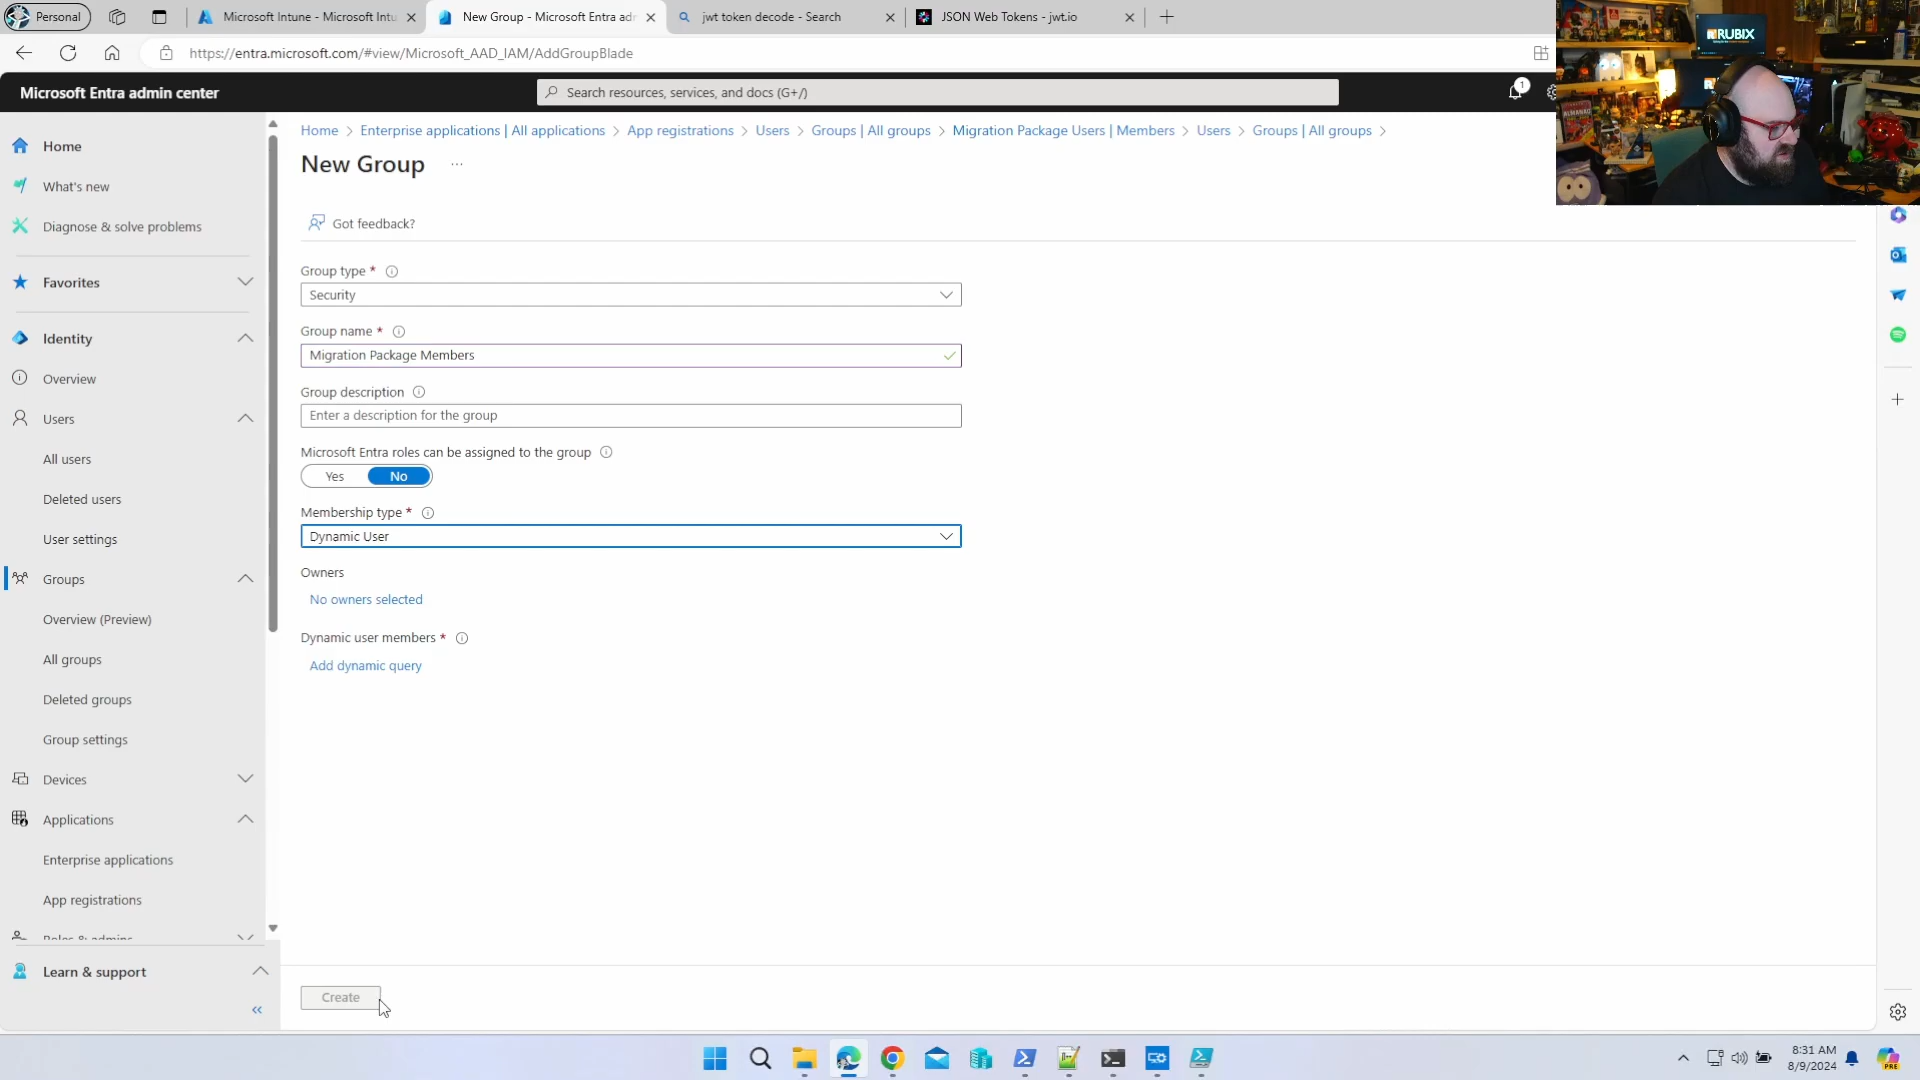 Personal
Microsoft Intune - Microsoft Intu
New Group - Microsoft Entra adr
jwt token decode - Search
JSON Web Tokens - jwt.io
https://entra.microsoft.com/#view/Microsoft_AAD_IAM/AddGroupBlade
Microsoft Entra admin center
Search resources, services, and docs (G+/)
1
RUBIX
Home
What's new
Diagnose & solve problems
Favorites
Identity
Overview
Users
All users
Deleted users
User settings
Groups
Overview (Preview)
All groups
Deleted groups
Group settings
Devices
Applications
Enterprise applications
App registrations
Roles & admins
Learn & support
Home > Enterprise applications | All applications > App registrations > Users > Groups | All groups > Migration Package Users | Members > Users > Groups | All groups >
New Group ...
Got feedback?
Group type *
Security
Group name *
Migration Package Members
Group description
Enter a description for the group
Microsoft Entra roles can be assigned to the group
Yes No
Membership type *
Dynamic User
Owners
No owners selected
Dynamic user members *
Add dynamic query
Create
8:31 AM
8/9/2024
PRE